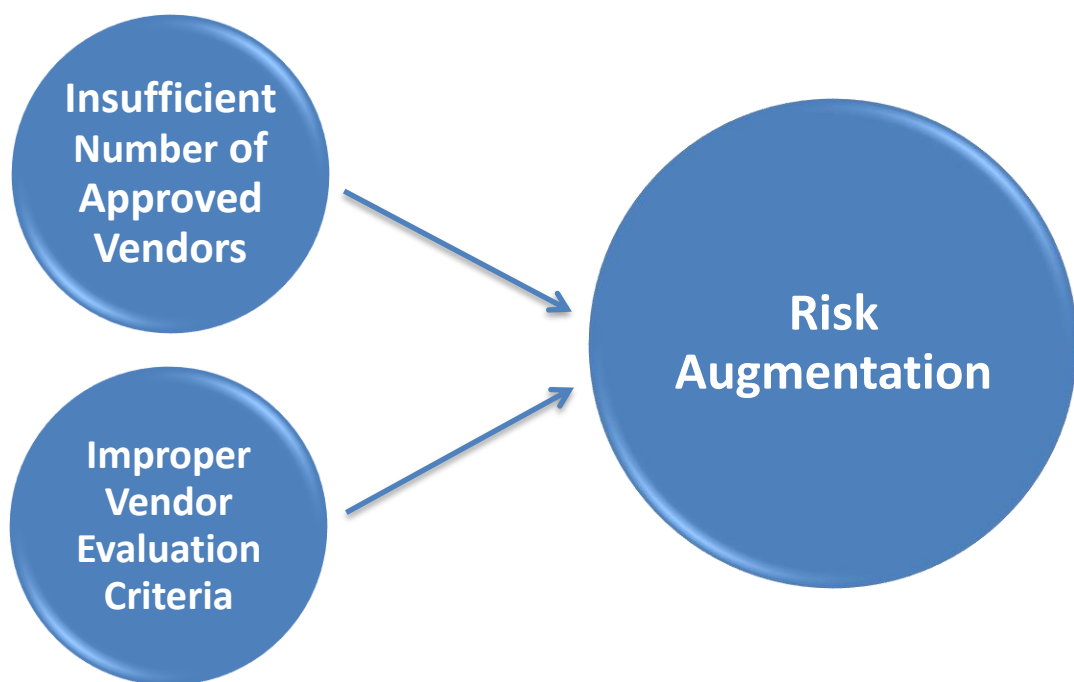 Insufficient
Number of
Approved
Vendors
Risk
Augmentation
Improper
Vendor
Evaluation
Criteria